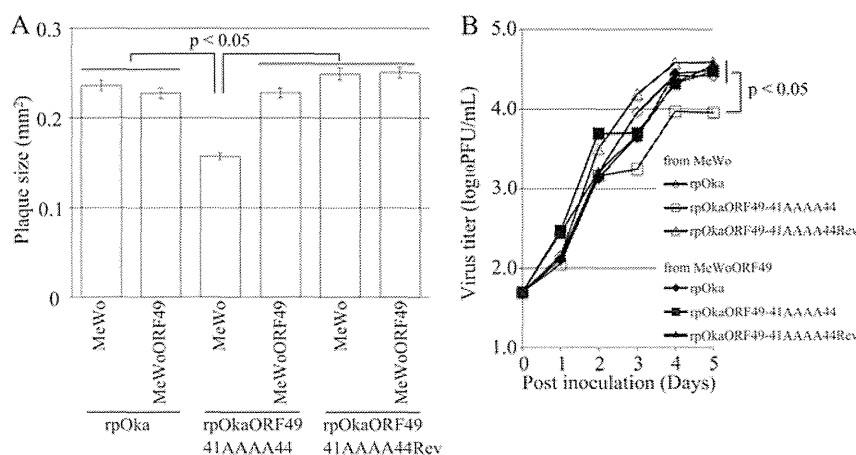 A
p < 0.05
0.3
0.2
0.1
0
Plaque size (mm²)
MeWo
MeWoORF49
MeWo
MeWoORF49
MeWo
MeWoORF49
rpOka
rpOkaORF49
41AAAA44
rpOkaORF49
41AAAA44Rev
B
5.0
4.0
3.0
2.0
1.0
Virus titer (log₁₀PFU/mL)
p < 0.05
from MeWo
rpOka
rpOkaORF49-41AAAA44
rpOkaORF49-41AAAA44Rev
from MeWoORF49
rpOka
rpOkaORF49-41AAAA44
rpOkaORF49-41AAAA44Rev
0 1 2 3 4 5
Post inoculation (Days)